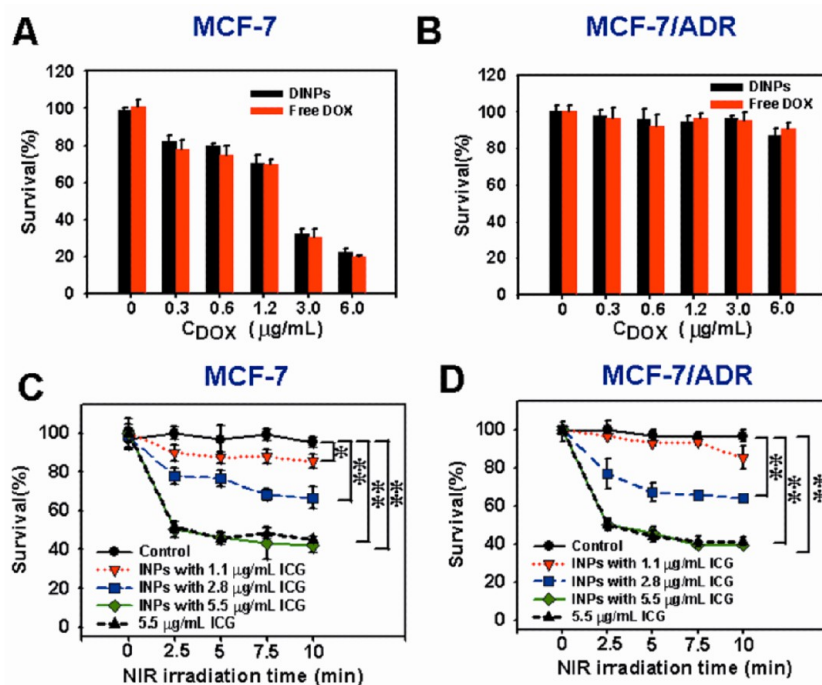 A
MCF-7
Survival(%)
120
100
80
60
40
20
0
DINPs
Free DOX
0 0.3 0.6 1.2 3.0 6.0
CDOX (μg/mL)
B
MCF-7/ADR
Survival(%)
120
100
80
60
40
20
0
DINPs
Free DOX
0 0.3 0.6 1.2 3.0 6.0
CDOX (μg/mL)
C
MCF-7
Survival(%)
100
80
60
40
20
0
*
**
**
**
Control
INPs with 1.1 μg/mL ICG
INPs with 2.8 μg/mL ICG
INPs with 5.5 μg/mL ICG
5.5 μg/mL ICG
0 2.5 5 7.5 10
NIR irradiation time (min)
D
MCF-7/ADR
Survival(%)
100
80
60
40
20
0
**
**
**
Control
INPs with 1.1 μg/mL ICG
INPs with 2.8 μg/mL ICG
INPs with 5.5 μg/mL ICG
5.5 μg/mL ICG
0 2.5 5 7.5 10
NIR irradiation time (min)